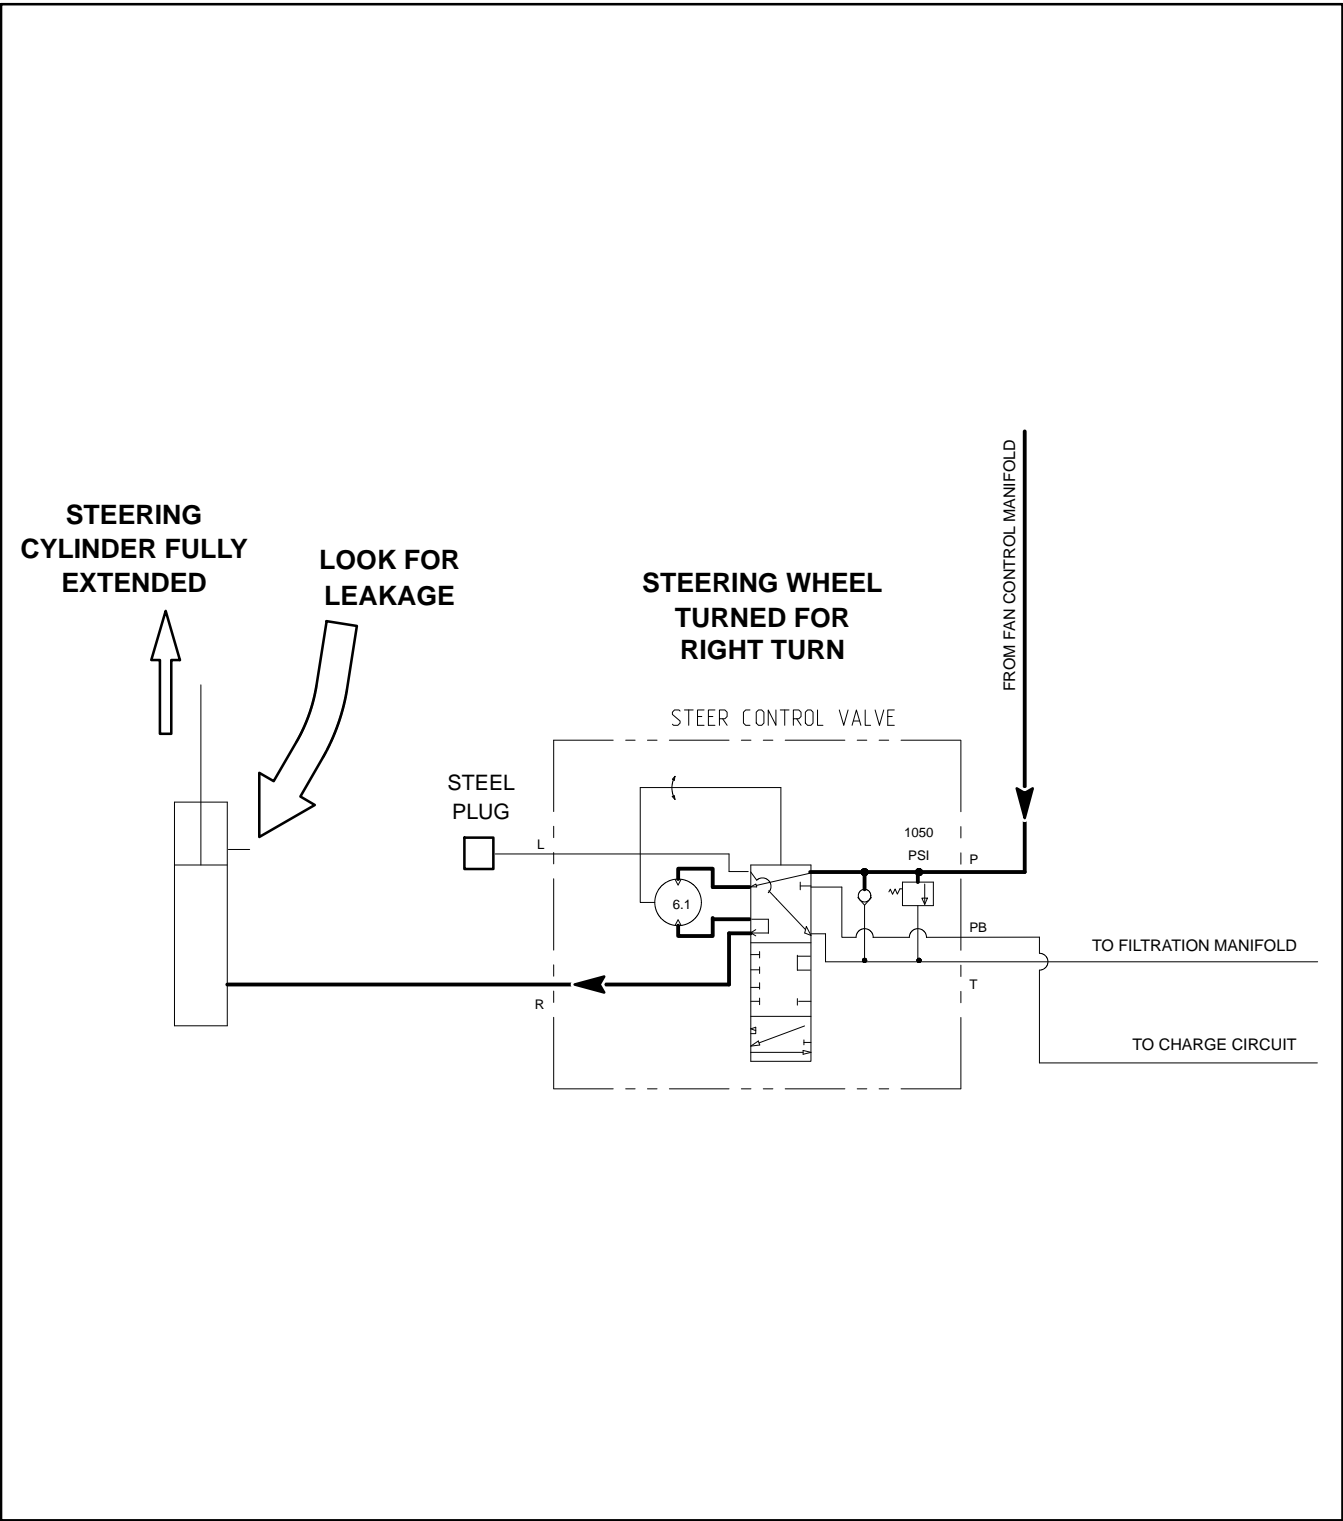 FROM FAN CONTROL MANIFOLD
STEERING
CYLINDER FULLY
EXTENDED
LOOK FOR
LEAKAGE
STEERING WHEEL
TURNED FOR
RIGHT TURN
STEER CONTROL VALVE
STEEL
PLUG
L
1050
PSI
P
6.1
PB
TO FILTRATION MANIFOLD
T
R
TO CHARGE CIRCUIT